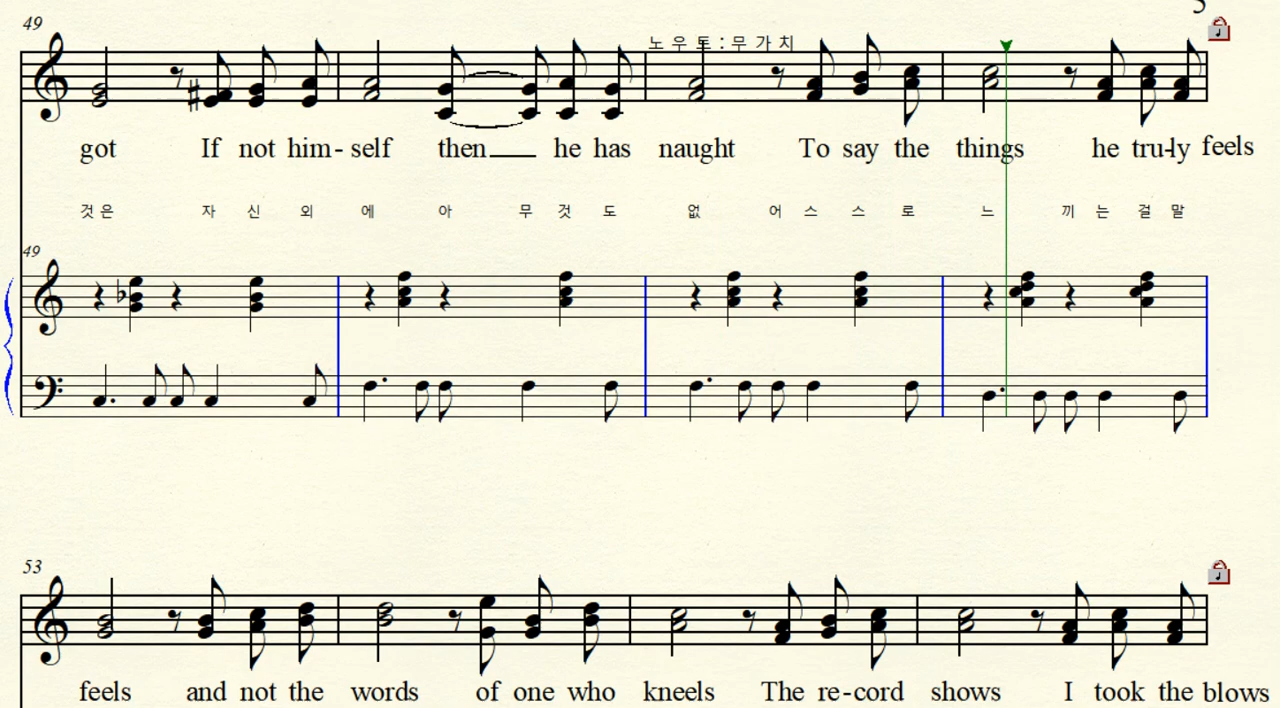 5
49
노 우 트 : 무 가 치
got If not him- self then__ he has naught To say the things he tru-ly feels
것 은 자 신 외 에 아 무 것 도 없 어 스 스 로 느 끼 는 걸 말
49
53
feels and not the words of one who kneels The re-cord shows I took the blows